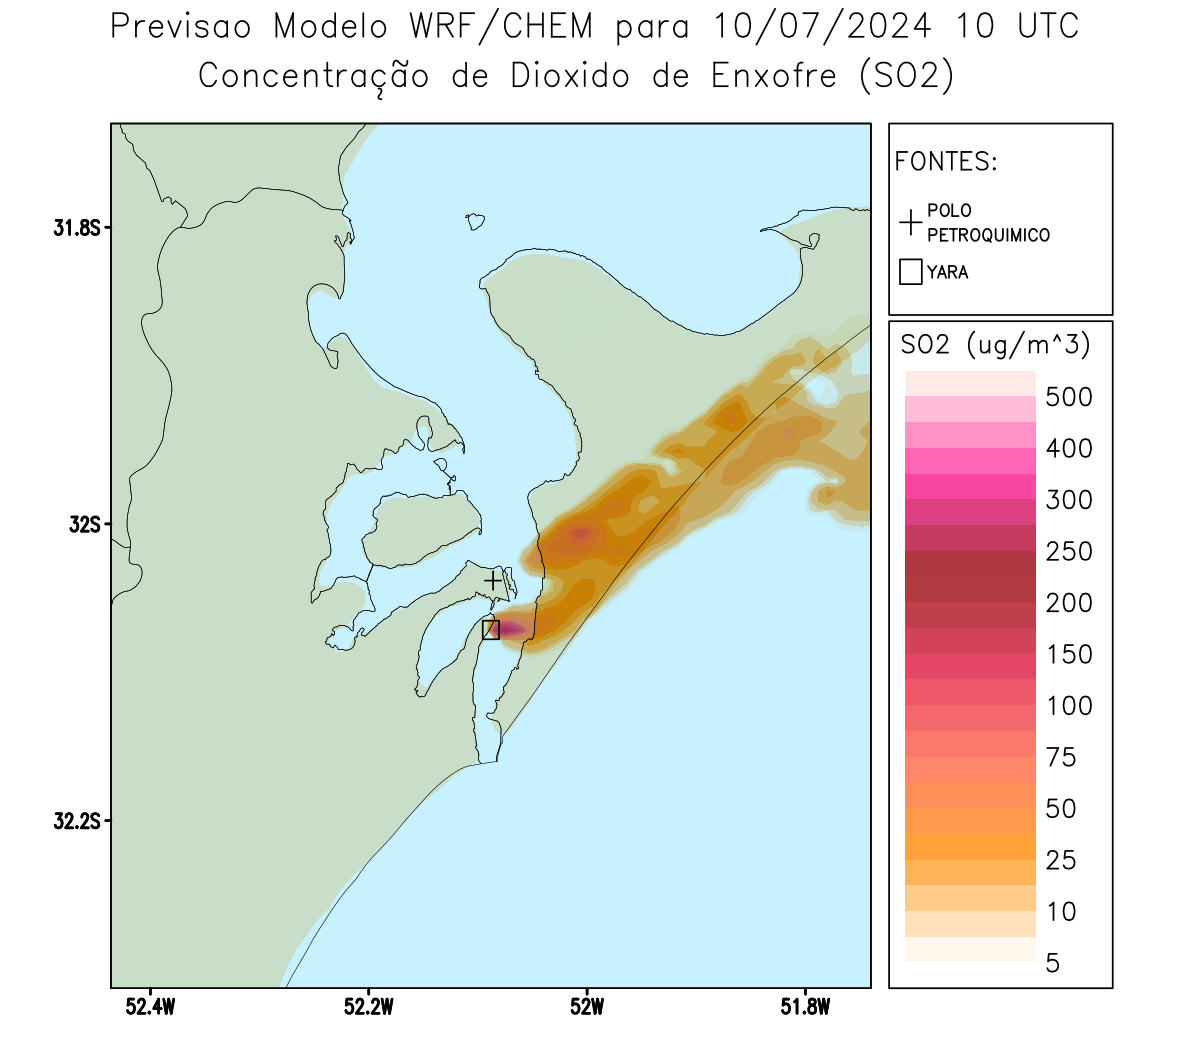 Previsao Modelo WRF/CHEM para 10/07/2024 10 UTC
Concentração de Dioxido de Enxofre (SO2)
FONTES:
POLO
PETROQUIMICO
YARA
SO2 (ug/m^3)
500
400
300
250
200
150
100
75
50
25
10
5
31.8S
32S
32.2S
52.4W
52.2W
52W
51.8W